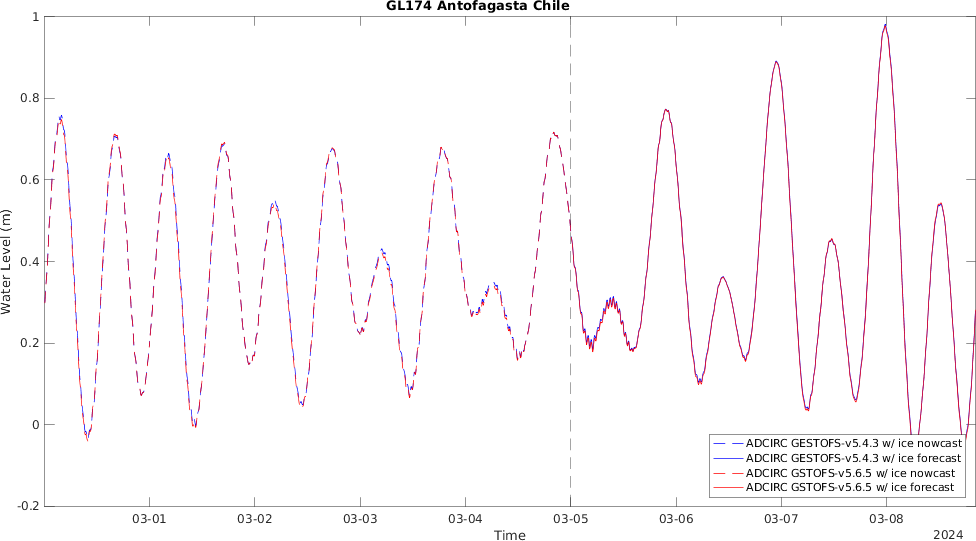 GL174 Antofagasta Chile
1
0.8
0.6
0.4
0.2
0
-0.2
Water Level (m)
ADCIRC GESTOFS-v5.4.3 w/ ice nowcast
ADCIRC GESTOFS-v5.4.3 w/ ice forecast
ADCIRC GSTOFS-v5.6.5 w/ ice nowcast
ADCIRC GSTOFS-v5.6.5 w/ ice forecast
03-01 03-02 03-03 03-04 03-05 03-06 03-07 03-08
Time
2024